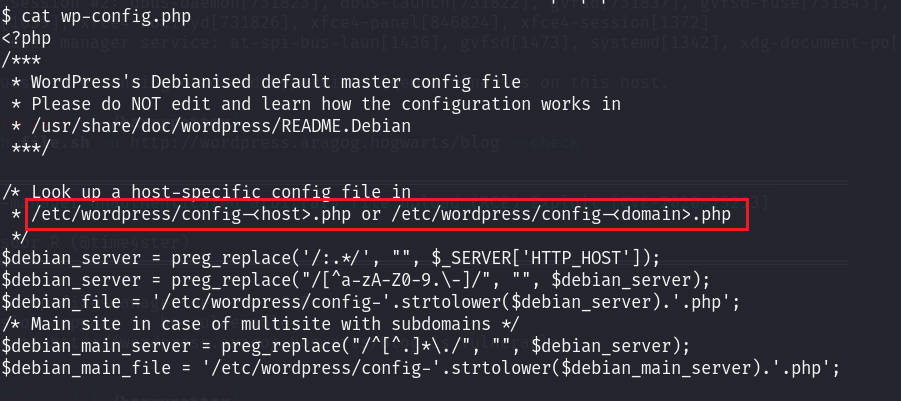 $ cat wp-config.php
<?php
/***
 * WordPress's Debianised default master config file
 * Please do NOT edit and learn how the configuration works in
 * /usr/share/doc/wordpress/README.Debian
 ***/

/* Look up a host-specific config file in
 * /etc/wordpress/config-<host>.php or /etc/wordpress/config-<domain>.php
 */
$debian_server = preg_replace('/:.*/', "", $_SERVER['HTTP_HOST']);
$debian_server = preg_replace("/[^a-zA-Z0-9.\-]/", "", $debian_server);
$debian_file = '/etc/wordpress/config-'.strtolower($debian_server).'.php';
/* Main site in case of multisite with subdomains */
$debian_main_server = preg_replace("/^[^.]*\./", "", $debian_server);
$debian_main_file = '/etc/wordpress/config-'.strtolower($debian_main_server).'.php';